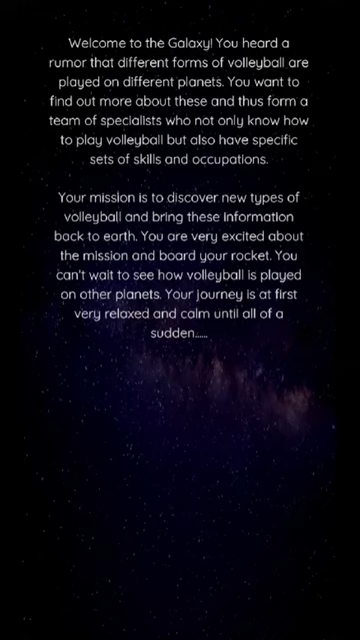 Welcome to the Galaxy! You heard a
rumor that different forms of volleyball are
played on different planets. You want to
find out more about these and thus form a
team of specialists who not only know how
to play volleyball but also have specific
sets of skills and occupations.
Your mission is to discover new types of
volleyball and bring these information
back to earth. You are very excited about
the mission and board your rocket. You
can't wait to see how volleyball is played
on other planets. Your journey is at first
very relaxed and calm until all of a
sudden......